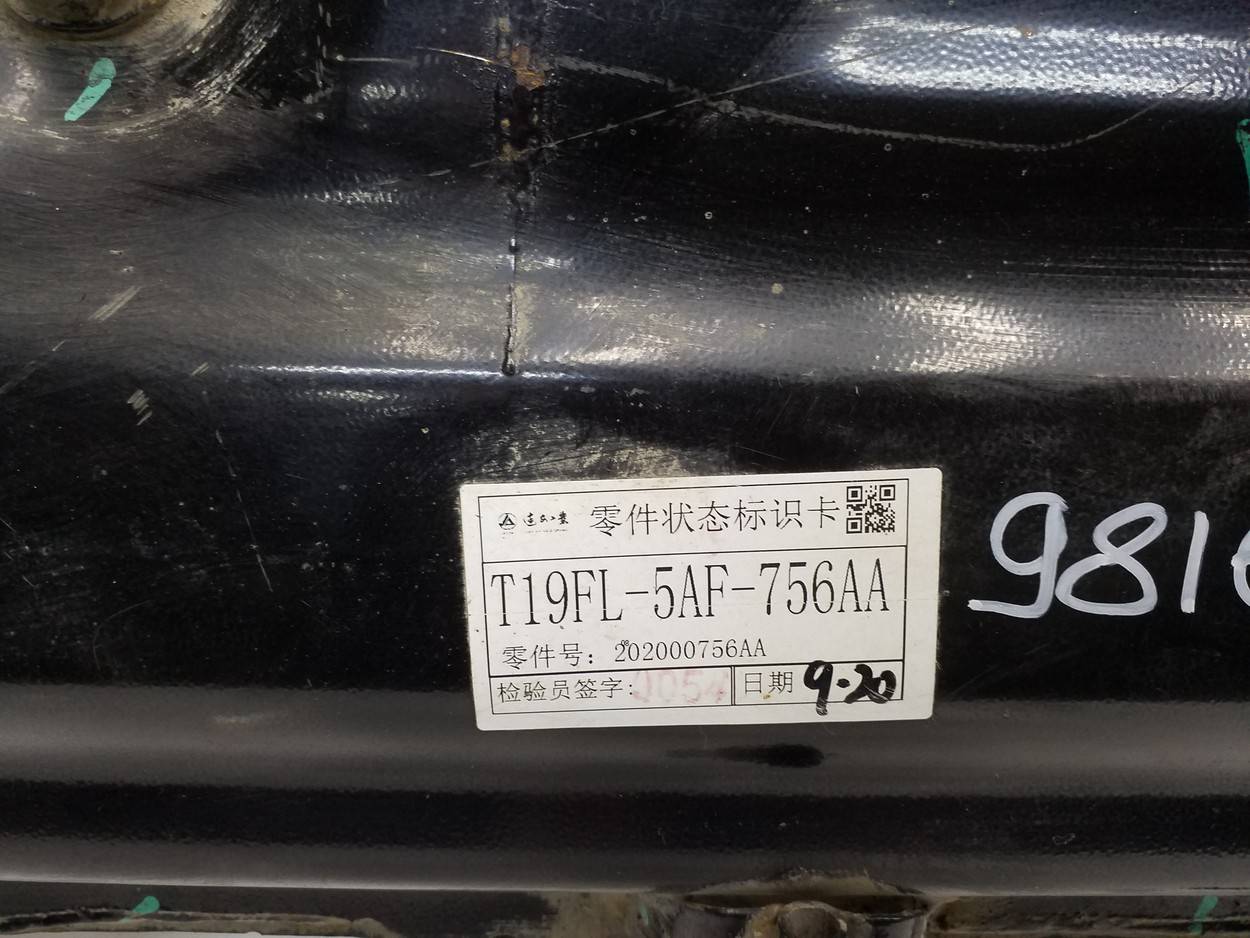 零件状态标识卡
T19FL-5AF-756AA
零件号: 202000756AA
检验员签字: 0054
日期 9·20
981